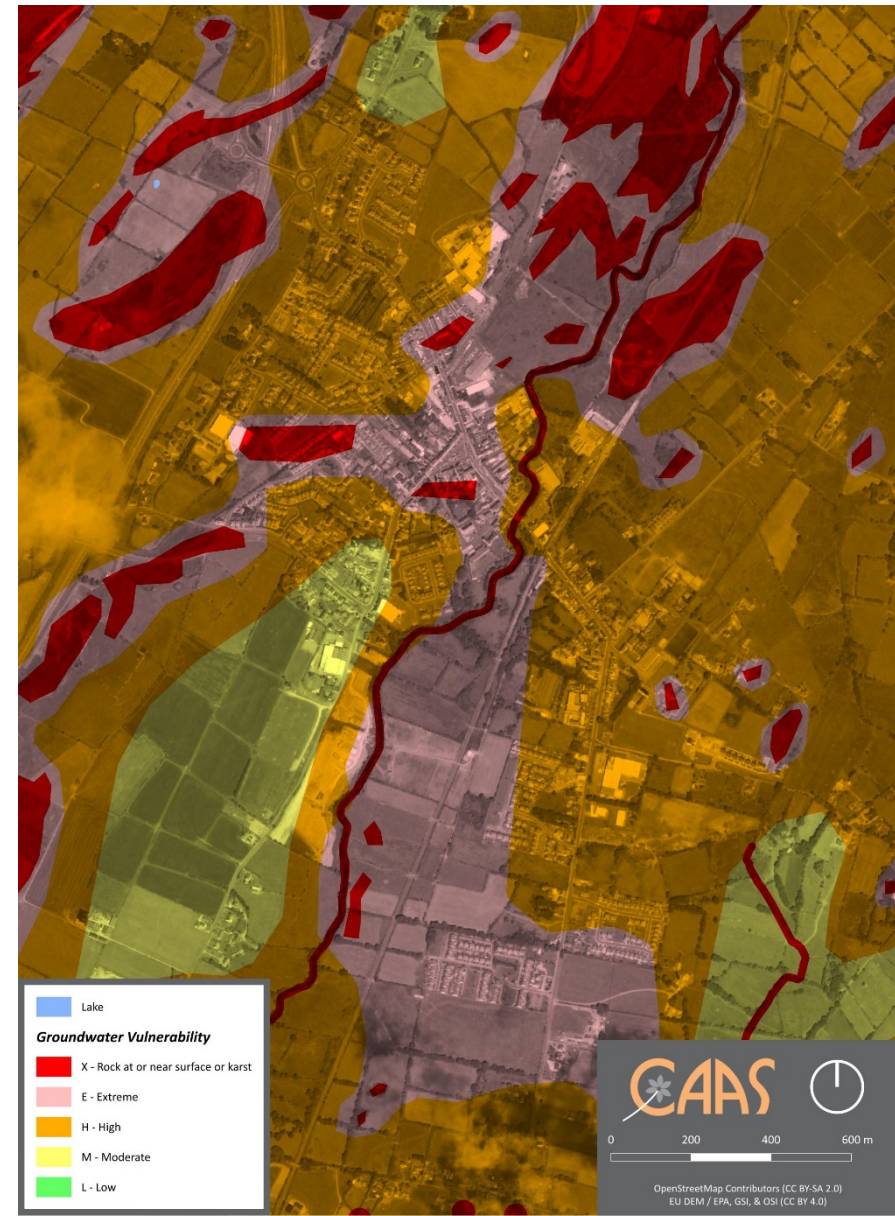 Lake
Groundwater Vulnerability
X - Rock at or near surface or karst
E - Extreme
H - High
M - Moderate
L - Low
CAAS
0 200 400 600 m
OpenStreetMap Contributors (CC BY-SA 2.0)
EU DEM / EPA, GSI, & OSI (CC BY 4.0)